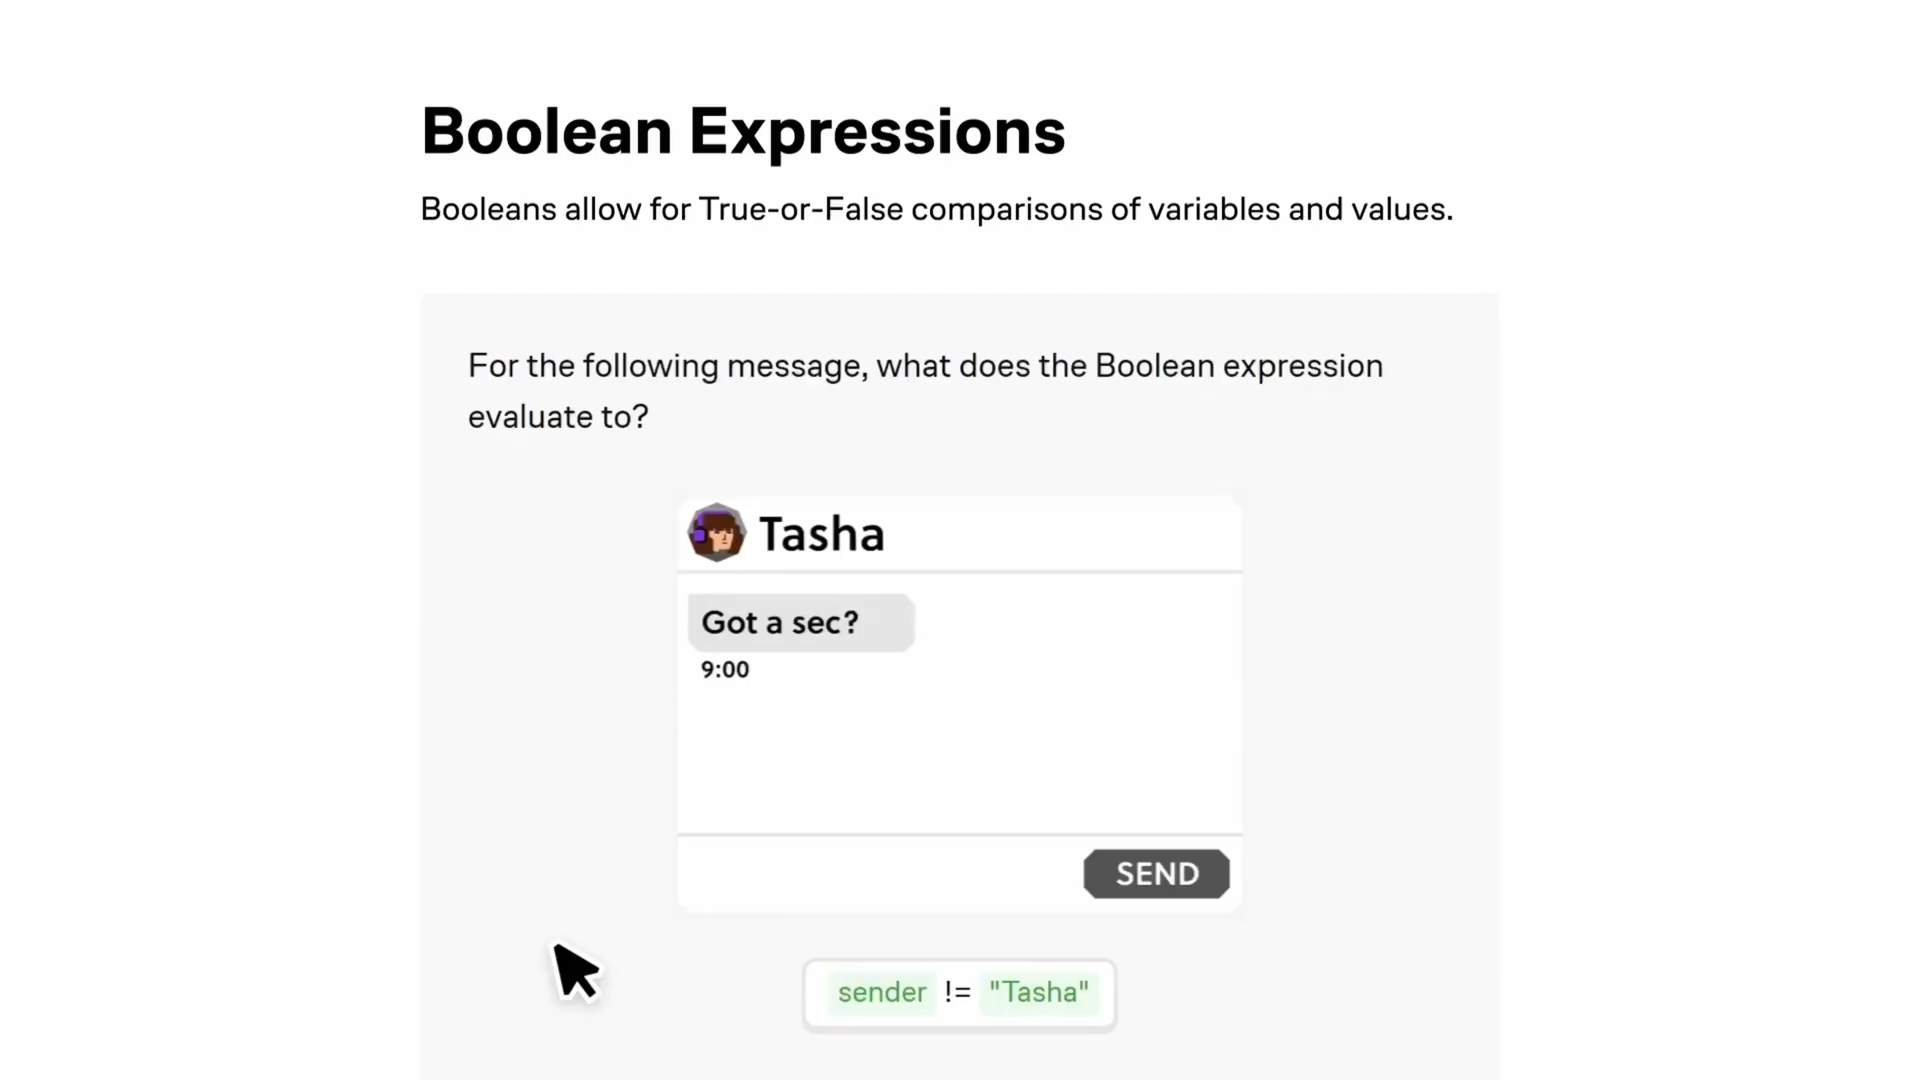 Boolean Expressions
Booleans allow for True-or-False comparisons of variables and values.
For the following message, what does the Boolean expression
evaluate to?
Tasha
Got a sec?
9:00
SEND
sender != "Tasha"